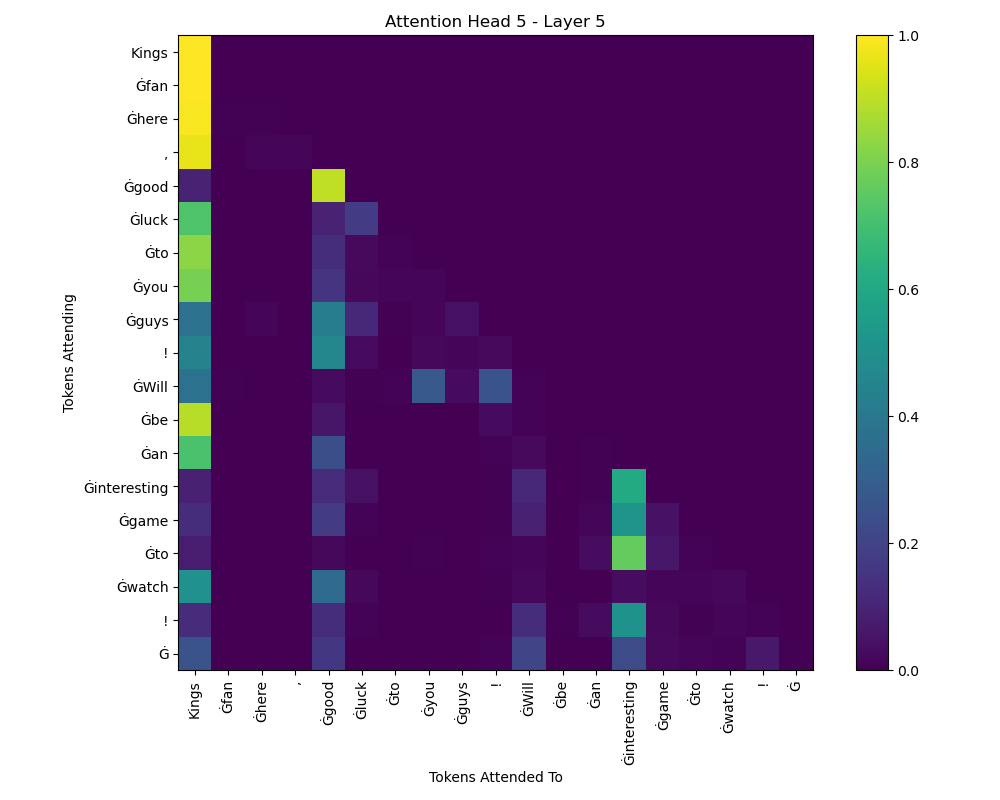 Attention Head 5 - Layer 5
Kings
Ġfan
Ġhere
,
Ġgood
Ġluck
Ġto
Ġyou
Ġguys
!
ĠWill
Ġbe
Ġan
Ġinteresting
Ġgame
Ġto
Ġwatch
!
Ġ
Tokens Attending
Kings
Ġfan
Ġhere
,
Ġgood
Ġluck
Ġto
Ġyou
Ġguys
!
ĠWill
Ġbe
Ġan
Ġinteresting
Ġgame
Ġto
Ġwatch
!
Ġ
Tokens Attended To
1.0
0.8
0.6
0.4
0.2
0.0